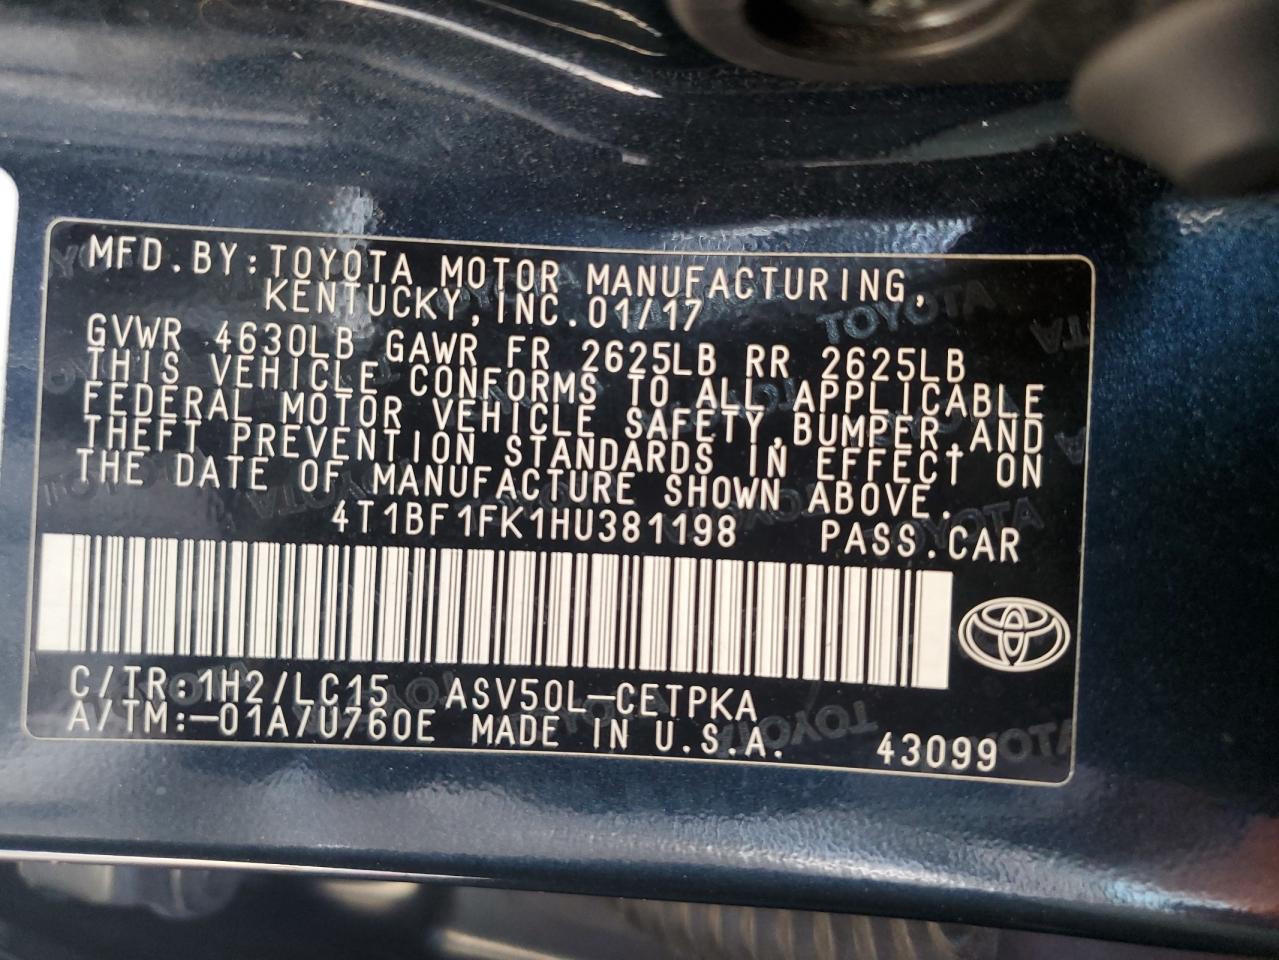 MFD.BY:TOYOTA MOTOR MANUFACTURING,
KENTUCKY,INC.01/17
GVWR 4630LB GAWR FR 2625LB RR 2625LB
THIS VEHICLE CONFORMS TO ALL APPLICABLE
FEDERAL MOTOR VEHICLE SAFETY,BUMPER,AND
THEFT PREVENTION STANDARDS IN EFFECT ON
THE DATE OF MANUFACTURE SHOWN ABOVE.
4T1BF1FK1HU381198 PASS.CAR
C/TR:1H2/LC15 ASV50L-CETPKA
A/TM:-01A/U760E MADE IN U.S.A. 43099